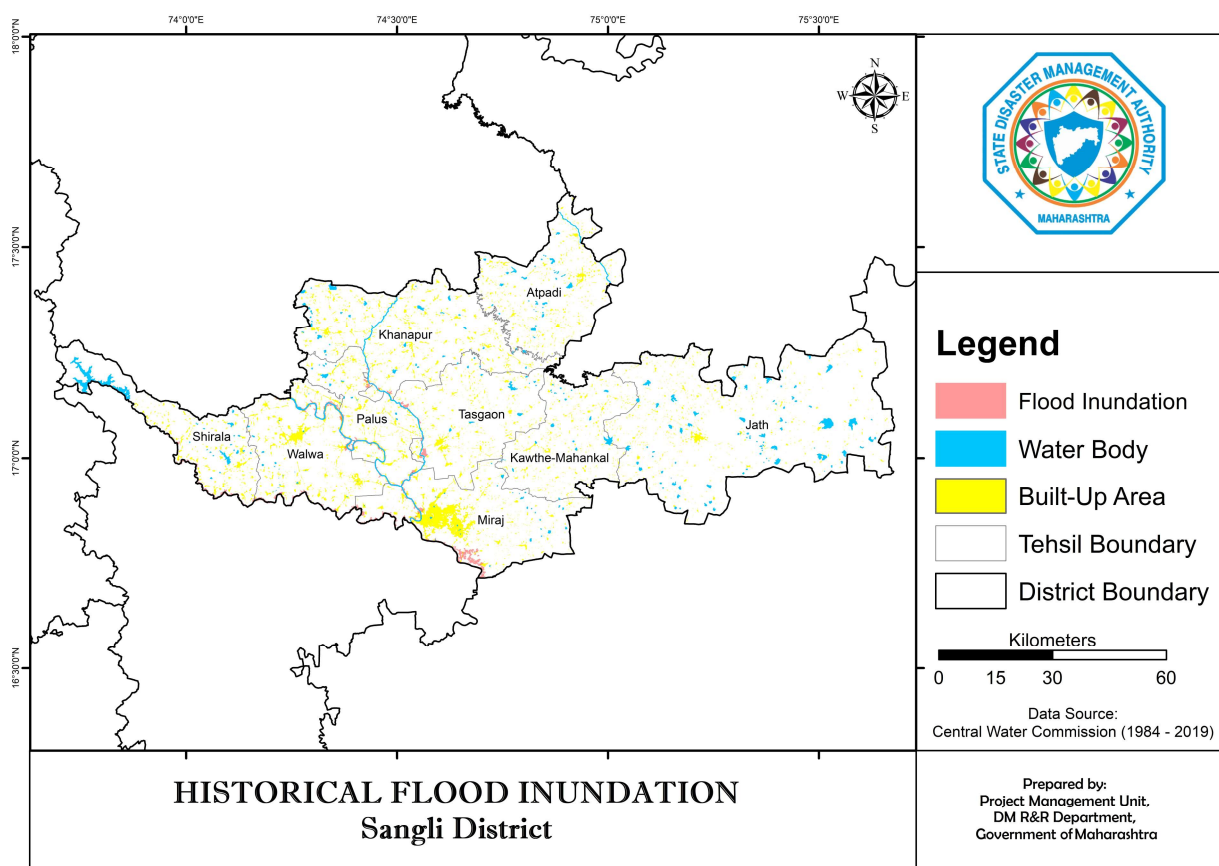 74°0'0"E
74°30'0"E
75°0'0"E
75°30'0"E
18°0'0"N
17°30'0"N
17°0'0"N
16°30'0"N
N
W
E
S
Atpadi
Khanapur
Palus
Tasgaon
Shirala
Walwa
Kawthe-Mahankal
Jath
Miraj
STATE DISASTER MANAGEMENT AUTHORITY
MAHARASHTRA
Legend
Flood Inundation
Water Body
Built-Up Area
Tehsil Boundary
District Boundary
Kilometers
0 15 30 60
Data Source:
Central Water Commission (1984 - 2019)
HISTORICAL FLOOD INUNDATION
Sangli District
Prepared by:
Project Management Unit,
DM R&R Department,
Government of Maharashtra